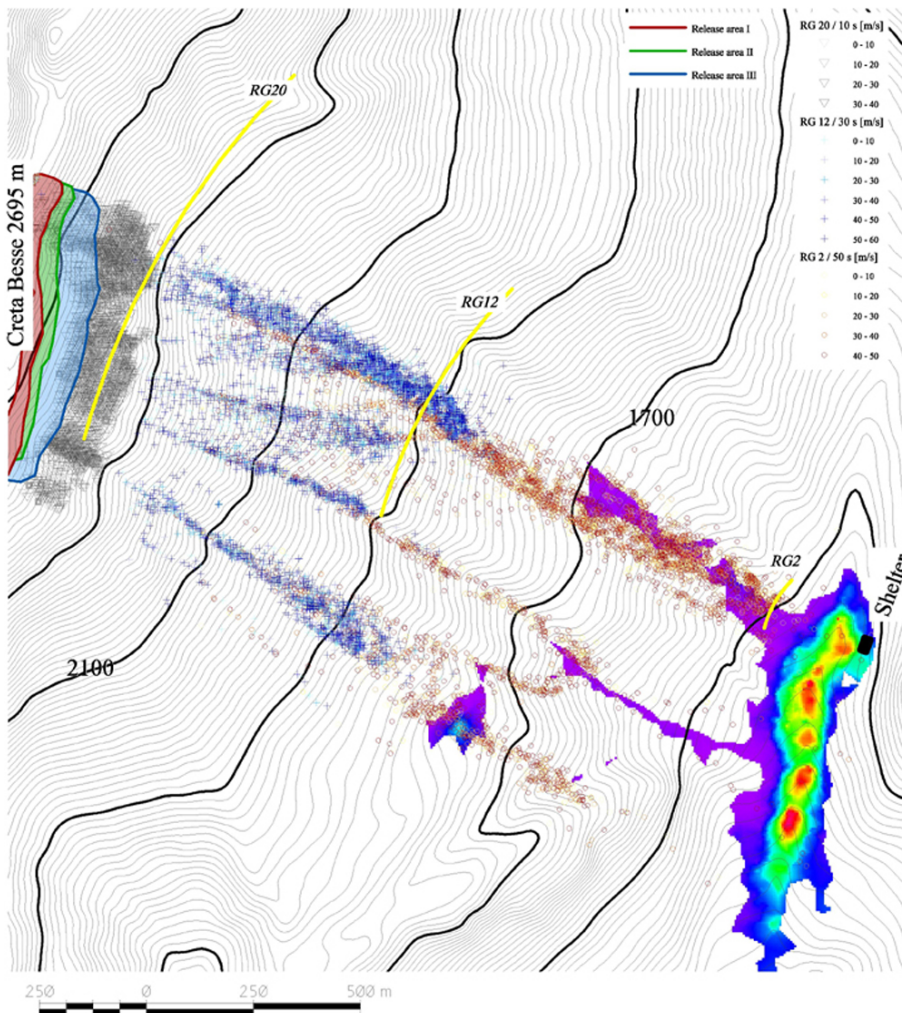 Release area I
Release area II
Release area III
RG 20 / 10 s [m/s]
0 - 10
10 - 20
20 - 30
30 - 40
RG 12 / 30 s [m/s]
0 - 10
10 - 20
20 - 30
30 - 40
40 - 50
50 - 60
RG 2 / 50 s [m/s]
0 - 10
10 - 20
20 - 30
30 - 40
40 - 50
RG20
Creta Besse 2695 m
RG12
1700
RG2
Shelter
2100
250 0 250 500 m